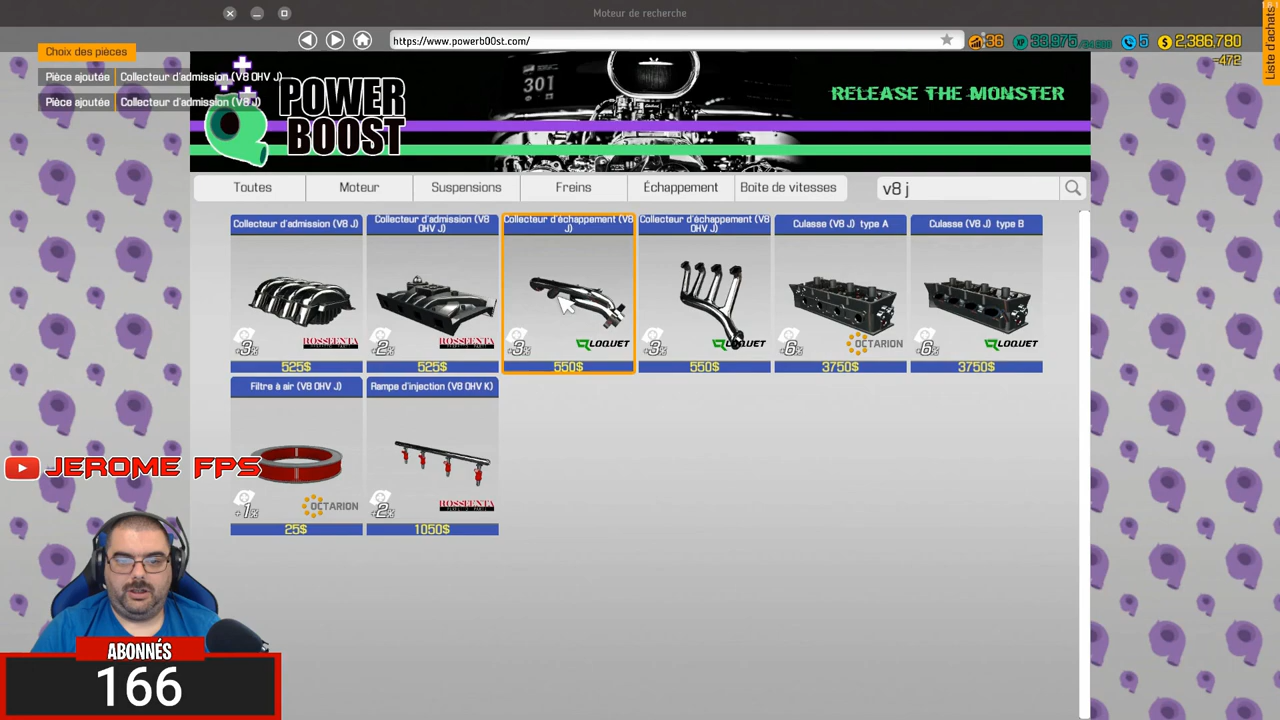 Moteur de recherche
https://www.powerb00st.com/
36
33,975
5
$ 2,386,780
-472
Liste d'achats
Choix des pièces
Pièce ajoutée Collecteur d'admission (V8 OHV J)
Pièce ajoutée Collecteur d'admission (V8 J)
POWER
BOOST
301
RELEASE THE MONSTER
Toutes
Moteur
Suspensions
Freins
Échappement
Boite de vitesses
v8 j
Collecteur d'admission (V8 J)
Collecteur d'admission (V8
OHV J)
Collecteur d'échappement (V8
J)
Collecteur d'échappement (V8
OHV J)
Culasse (V8 J) type A
Culasse (V8 J) type B
+3%
+2%
+3%
LOQUET
+3%
LOQUET
+6%
OCTARION
+6%
LOQUET
525$
525$
550$
550$
3750$
3750$
Filtre à air (V8 OHV J)
Rampe d'injection (V8 OHV K)
+1%
OCTARION
+2%
25$
1050$
JEROME FPS
ABONNÉS
166